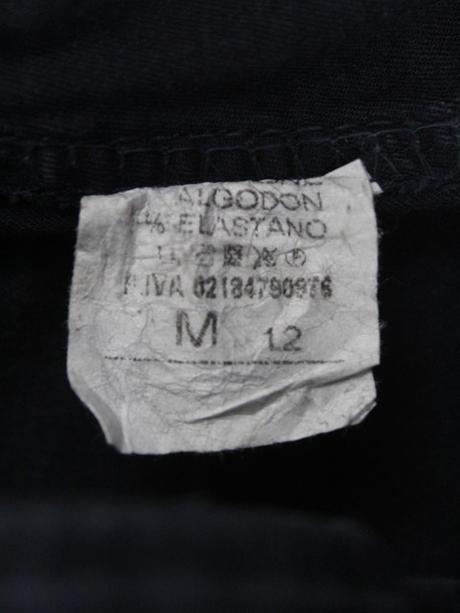 ALGODON
% ELASTANO
P.IVA 02184790976
M 12